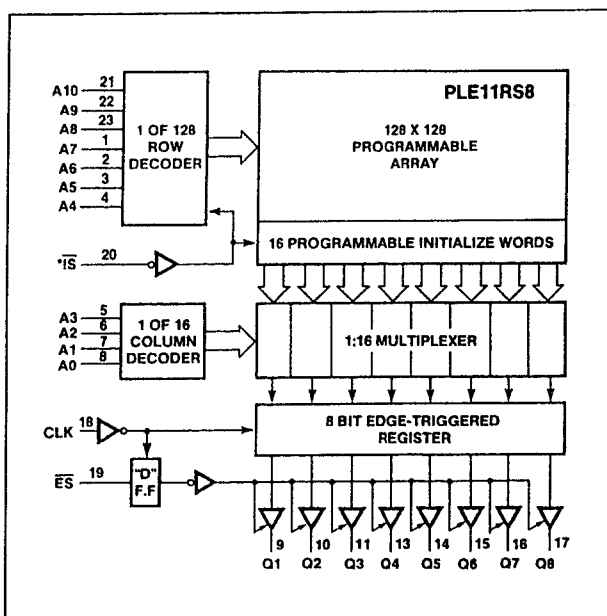 PLE11RS8
A10 21
A9 22
A8 23
A7 1
A6 2
A5 3
A4 4
1 OF 128
ROW
DECODER
128 X 128
PROGRAMMABLE
ARRAY
16 PROGRAMMABLE INITIALIZE WORDS
*IS 20
A3 5
A2 6
A1 7
A0 8
1 OF 16
COLUMN
DECODER
1:16 MULTIPLEXER
CLK 18
8 BIT EDGE-TRIGGERED
REGISTER
ES 19
"D"
F.F
9 10 11 13 14 15 16 17
Q1 Q2 Q3 Q4 Q5 Q6 Q7 Q8